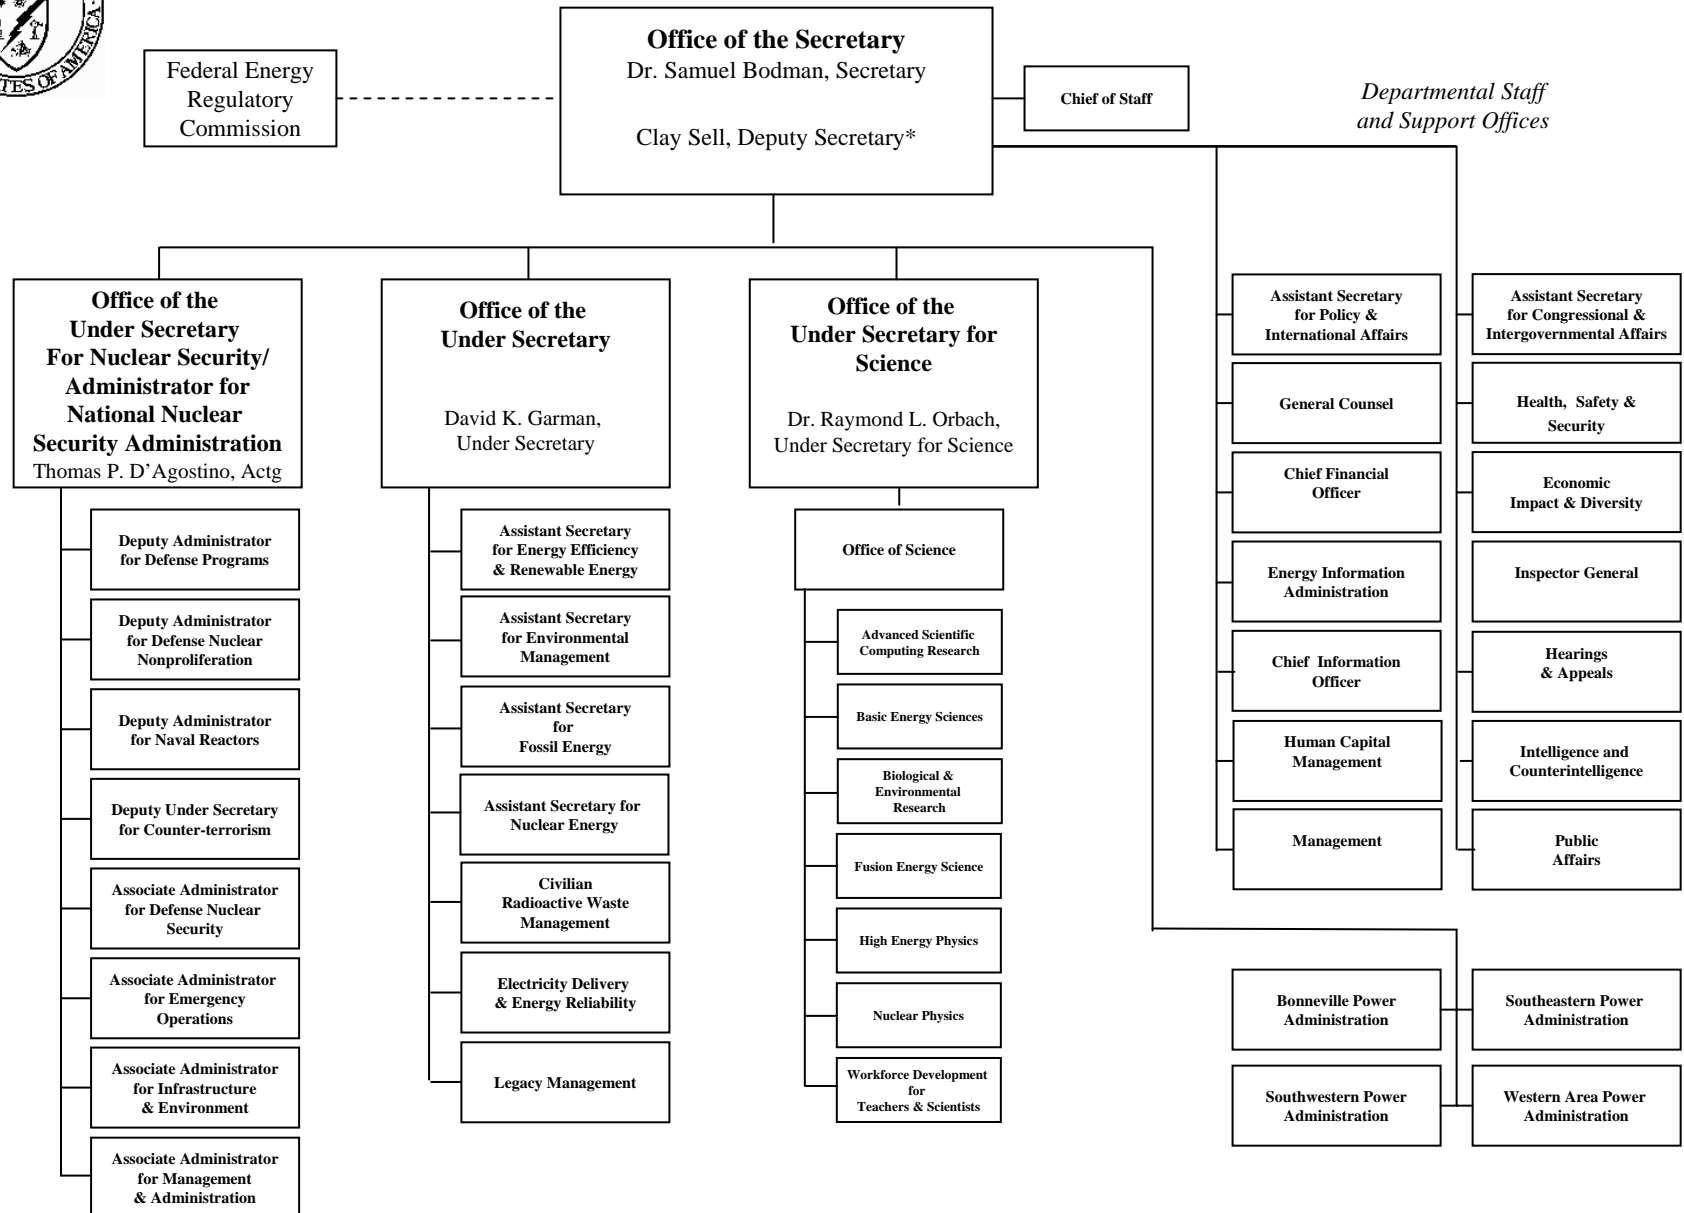 TES OF AMERICA
Office of the Secretary
Dr. Samuel Bodman, Secretary
Clay Sell, Deputy Secretary*
Federal Energy
Regulatory
Commission
Chief of Staff
Departmental Staff
and Support Offices
Office of the
Under Secretary
For Nuclear Security/
Administrator for
National Nuclear
Security Administration
Thomas P. D’Agostino, Actg
Deputy Administrator
for Defense Programs
Deputy Administrator
for Defense Nuclear
Nonproliferation
Deputy Administrator
for Naval Reactors
Deputy Under Secretary
for Counter-terrorism
Associate Administrator
for Defense Nuclear
Security
Associate Administrator
for Emergency
Operations
Associate Administrator
for Infrastructure
& Environment
Associate Administrator
for Management
& Administration
Office of the
Under Secretary
David K. Garman,
Under Secretary
Assistant Secretary
for Energy Efficiency
& Renewable Energy
Assistant Secretary
for Environmental
Management
Assistant Secretary
for
Fossil Energy
Assistant Secretary for
Nuclear Energy
Civilian
Radioactive Waste
Management
Electricity Delivery
& Energy Reliability
Legacy Management
Office of the
Under Secretary for
Science
Dr. Raymond L. Orbach,
Under Secretary for Science
Office of Science
Advanced Scientific
Computing Research
Basic Energy Sciences
Biological &
Environmental
Research
Fusion Energy Science
High Energy Physics
Nuclear Physics
Workforce Development
for
Teachers & Scientists
Assistant Secretary
for Policy &
International Affairs
General Counsel
Chief Financial
Officer
Energy Information
Administration
Chief Information
Officer
Human Capital
Management
Management
Assistant Secretary
for Congressional &
Intergovernmental Affairs
Health, Safety &
Security
Economic
Impact & Diversity
Inspector General
Hearings
& Appeals
Intelligence and
Counterintelligence
Public
Affairs
Bonneville Power
Administration
Southeastern Power
Administration
Southwestern Power
Administration
Western Area Power
Administration